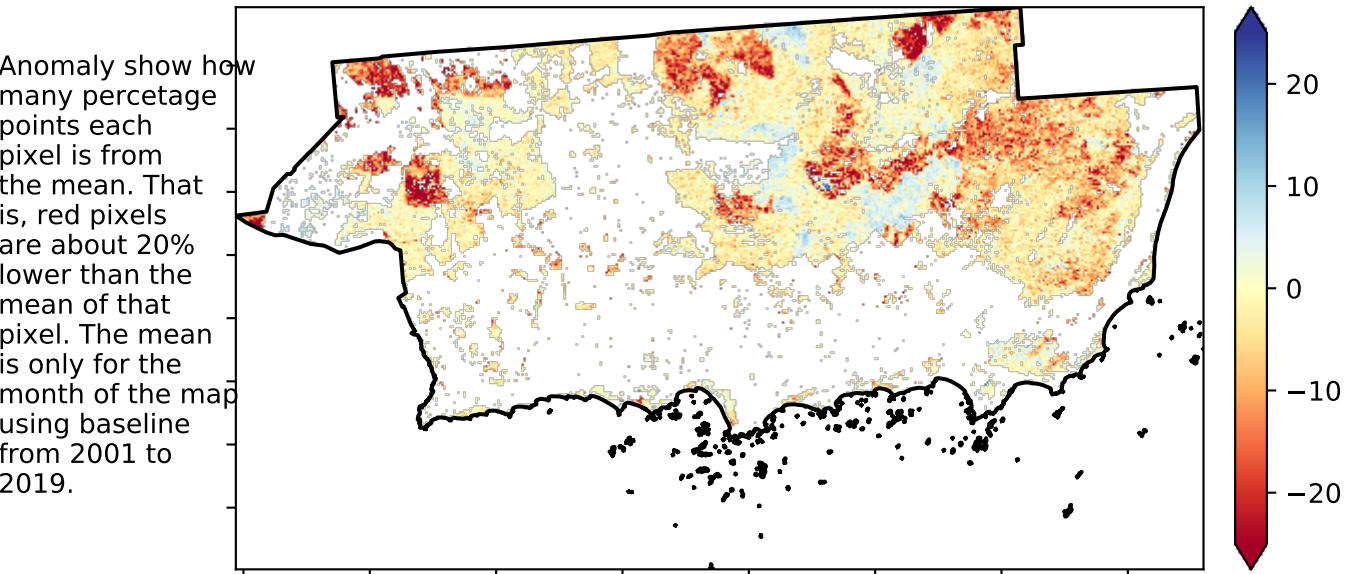 Anomaly show how
many percetage
points each
pixel is from
the mean. That
is, red pixels
are about 20%
lower than the
mean of that
pixel. The mean
is only for the
month of the map
using baseline
from 2001 to
2019.
20
10
0
−10
−20